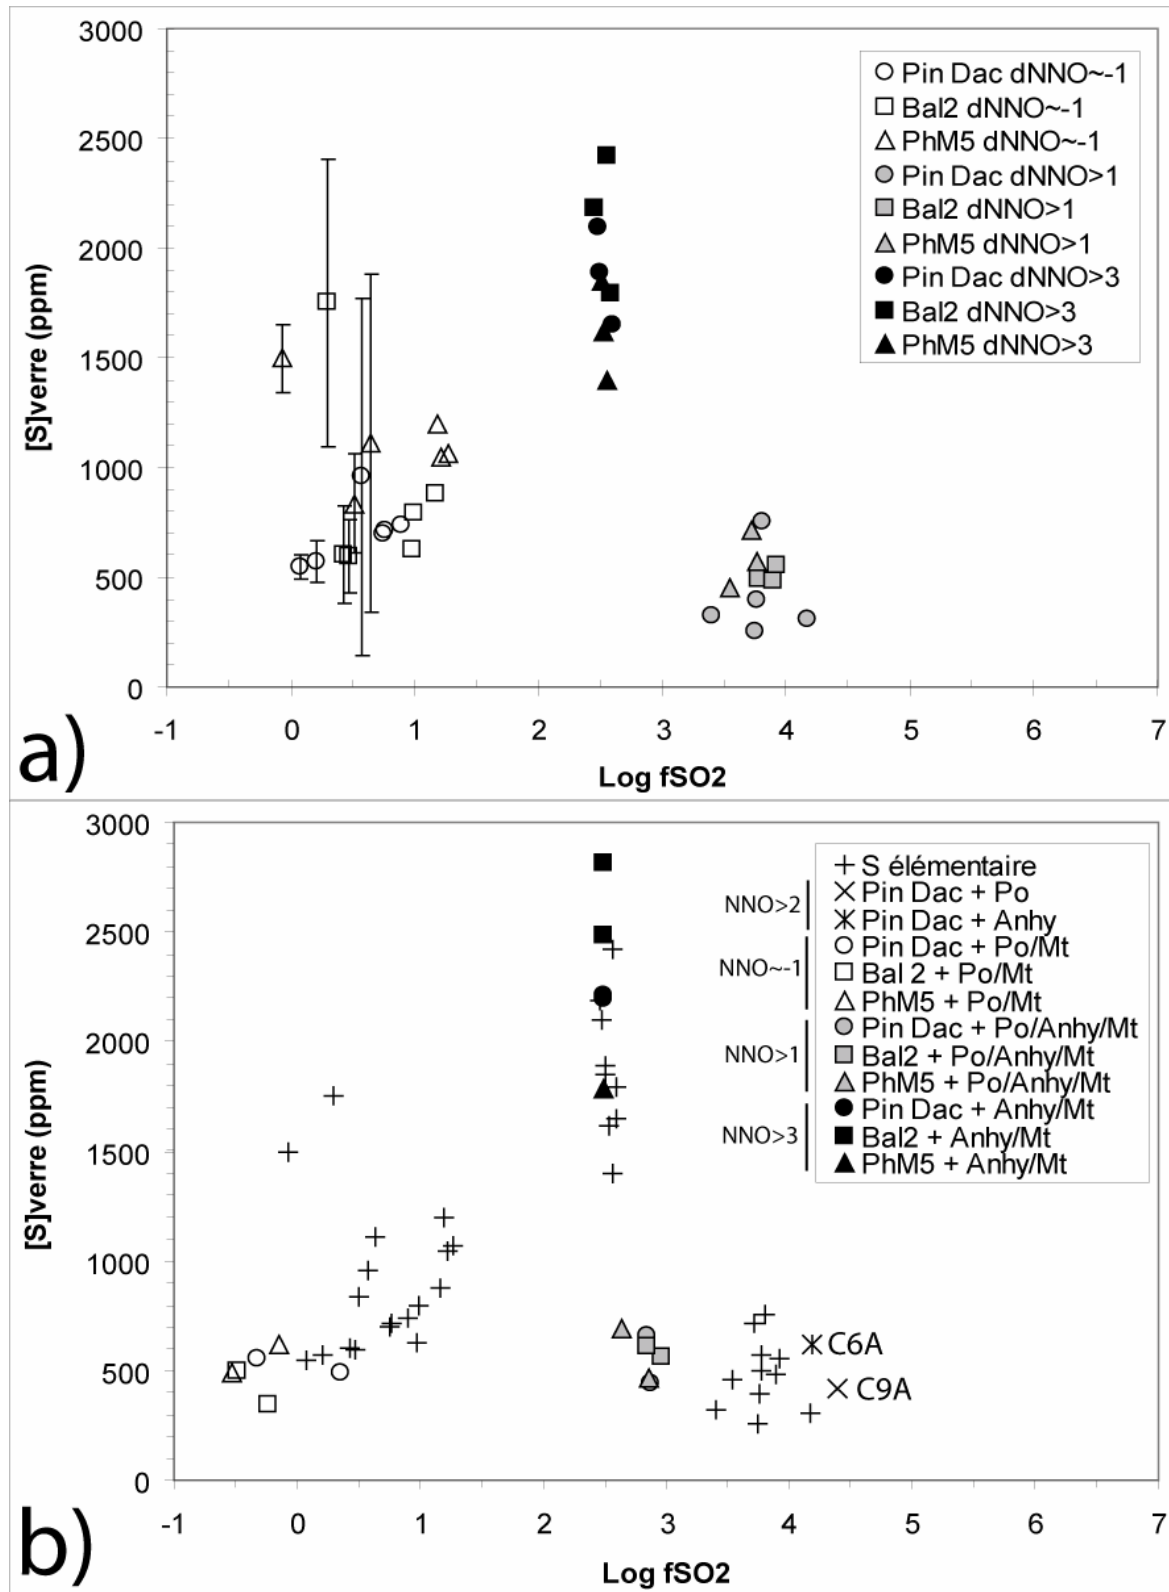 3000
2500
2000
1500
1000
500
0
[S]verre (ppm)
-1 0 1 2 3 4 5 6 7
Log fSO2
Pin Dac dNNO~-1
Bal2 dNNO~-1
PhM5 dNNO~-1
Pin Dac dNNO>1
Bal2 dNNO>1
PhM5 dNNO>1
Pin Dac dNNO>3
Bal2 dNNO>3
PhM5 dNNO>3
a)
3000
2500
2000
1500
1000
500
0
[S]verre (ppm)
-1 0 1 2 3 4 5 6 7
Log fSO2
S élémentaire
Pin Dac + Po
Pin Dac + Anhy
Pin Dac + Po/Mt
Bal 2 + Po/Mt
PhM5 + Po/Mt
Pin Dac + Po/Anhy/Mt
Bal2 + Po/Anhy/Mt
PhM5 + Po/Anhy/Mt
Pin Dac + Anhy/Mt
Bal2 + Anhy/Mt
PhM5 + Anhy/Mt
NNO>2
NNO~-1
NNO>1
NNO>3
C6A
C9A
b)